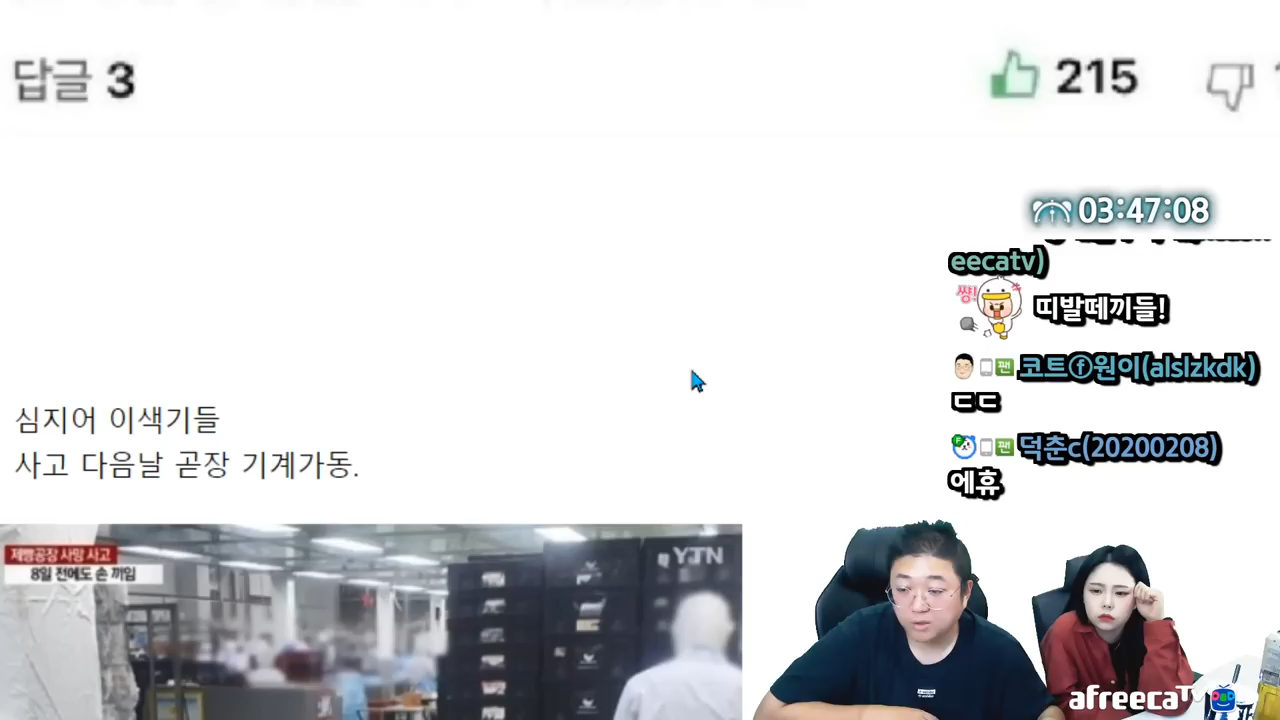 답글 3
215
03:47:08
eecatv)
쌍!
띠발떼끼들!
코트ⓕ원이(alslzkdk)
ㄷㄷ
덕춘c(20200208)
에휴
심지어 이색기들
사고 다음날 곧장 기계가동.
제빵공장 사망 사고
8일 전에도 손 끼임
YTN
afreecaTV